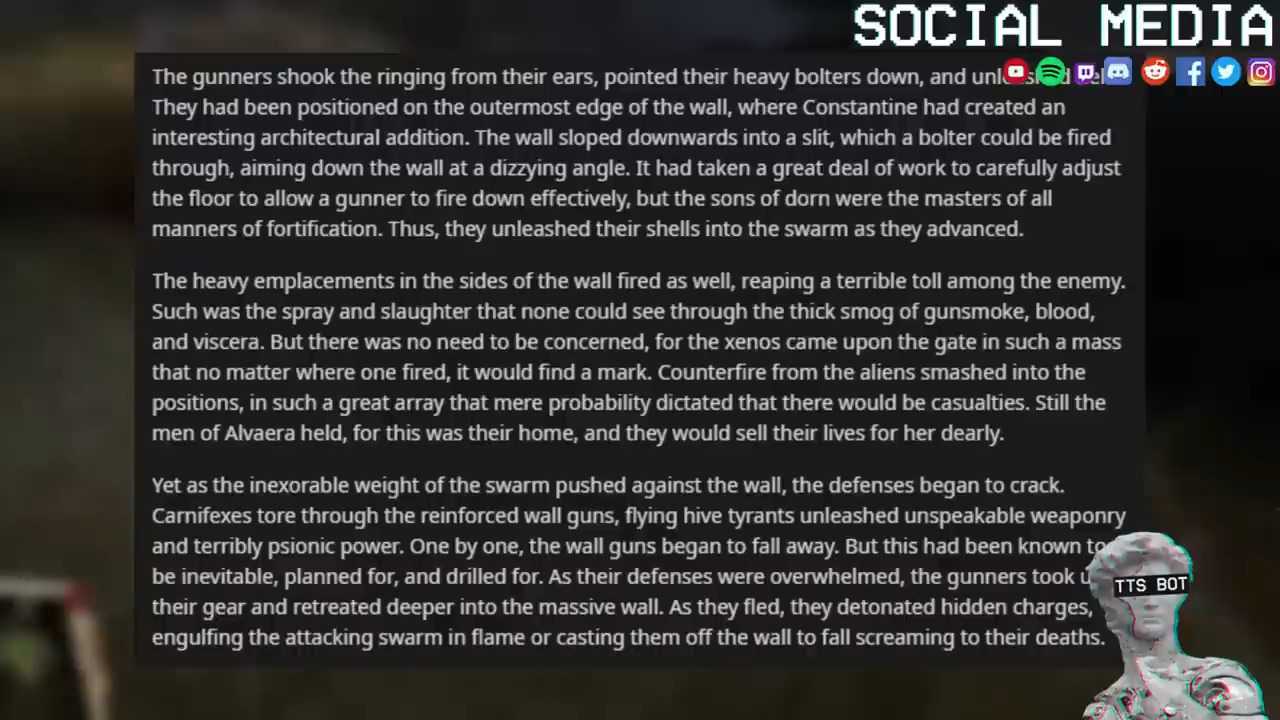 SOCIAL MEDIA
The gunners shook the ringing from their ears, pointed their heavy bolters down, and
They had been positioned on the outermost edge of the wall, where Constantine had created an
interesting architectural addition. The wall sloped downwards into a slit, which a bolter could be fired
through, aiming down the wall at a dizzying angle. It had taken a great deal of work to carefully adjust
the floor to allow a gunner to fire down effectively, but the sons of dorn were the masters of all
manners of fortification. Thus, they unleashed their shells into the swarm as they advanced.
The heavy emplacements in the sides of the wall fired as well, reaping a terrible toll among the enemy.
Such was the spray and slaughter that none could see through the thick smog of gunsmoke, blood,
and viscera. But there was no need to be concerned, for the xenos came upon the gate in such a mass
that no matter where one fired, it would find a mark. Counterfire from the aliens smashed into the
positions, in such a great array that mere probability dictated that there would be casualties. Still the
men of Alvaera held, for this was their home, and they would sell their lives for her dearly.
Yet as the inexorable weight of the swarm pushed against the wall, the defenses began to crack.
Carnifexes tore through the reinforced wall guns, flying hive tyrants unleashed unspeakable weaponry
and terribly psionic power. One by one, the wall guns began to fall away. But this had been known to
be inevitable, planned for, and drilled for. As their defenses were overwhelmed, the gunners took
their gear and retreated deeper into the massive wall. As they fled, they detonated hidden charges,
engulfing the attacking swarm in flame or casting them off the wall to fall screaming to their deaths.
TTS BOT